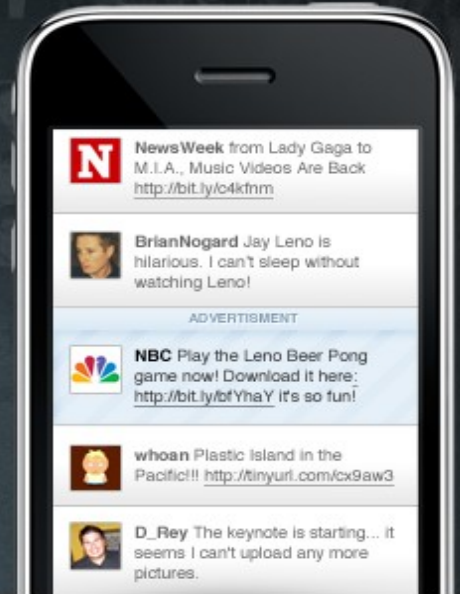 N
NewsWeek from Lady Gaga to
M.I.A., Music Videos Are Back
http://bit.ly/c4kfnm
BrianNogard Jay Leno is
hilarious. I can't sleep without
watching Leno!
ADVERTISMENT
NBC Play the Leno Beer Pong
game now! Download it here:
http://bit.ly/bfYhaY it's so fun!
whoan Plastic Island in the
Pacific!!! http://tinyurl.com/cx9aw3
D_Rey The keynote is starting... it
seems I can't upload any more
pictures.